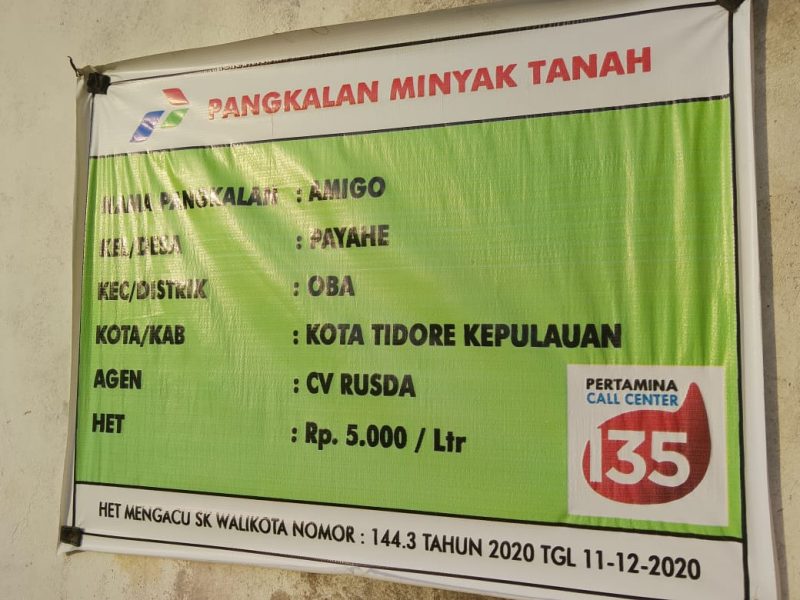 PANGKALAN MINYAK TANAH
NAMA PANGKALAN : AMIGO
KEL/DESA : PAYAHE
KEC/DISTRIK : OBA
KOTA/KAB : KOTA TIDORE KEPULAUAN
AGEN : CV RUSDA
HET : Rp. 5.000 / Ltr
PERTAMINA
CALL CENTER
135
HET MENGACU SK WALIKOTA NOMOR : 144.3 TAHUN 2020 TGL 11-12-2020